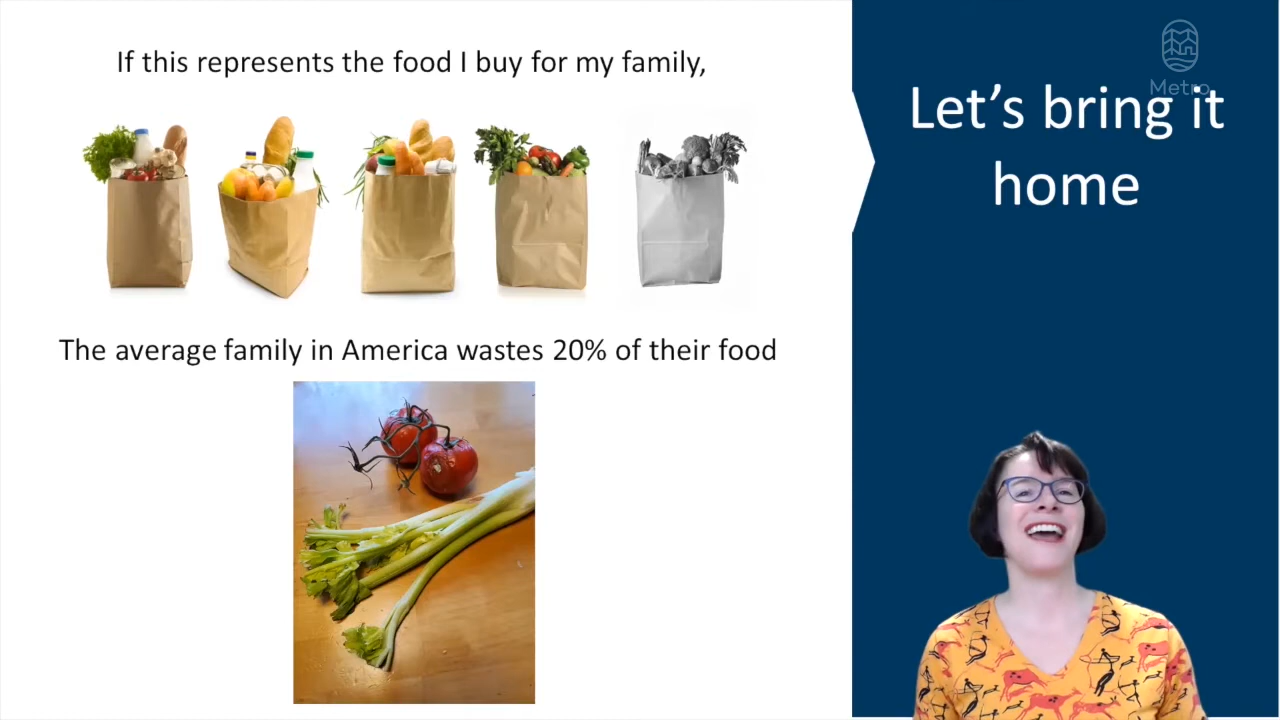 If this represents the food I buy for my family,
The average family in America wastes 20% of their food
Metro
Let’s bring it
home